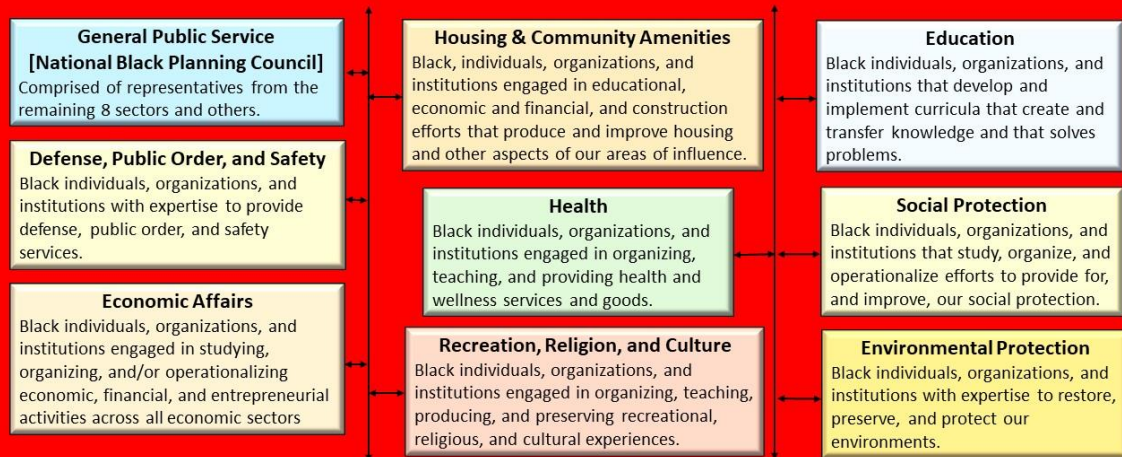 General Public Service
[National Black Planning Council]
Comprised of representatives from the
remaining 8 sectors and others.
Defense, Public Order, and Safety
Black individuals, organizations, and
institutions with expertise to provide
defense, public order, and safety
services.
Economic Affairs
Black individuals, organizations, and
institutions engaged in studying,
organizing, and/or operationalizing
economic, financial, and entrepreneurial
activities across all economic sectors
Housing & Community Amenities
Black, individuals, organizations, and
institutions engaged in educational,
economic and financial, and construction
efforts that produce and improve housing
and other aspects of our areas of influence.
Health
Black individuals, organizations, and
institutions engaged in organizing,
teaching, and providing health and
wellness services and goods.
Recreation, Religion, and Culture
Black individuals, organizations, and
institutions engaged in organizing, teaching,
producing, and preserving recreational,
religious, and cultural experiences.
Education
Black individuals, organizations, and
institutions that develop and
implement curricula that create and
transfer knowledge and that solves
problems.
Social Protection
Black individuals, organizations, and
institutions that study, organize, and
operationalize efforts to provide for,
and improve, our social protection.
Environmental Protection
Black individuals, organizations, and
institutions with expertise to restore,
preserve, and protect our
environments.